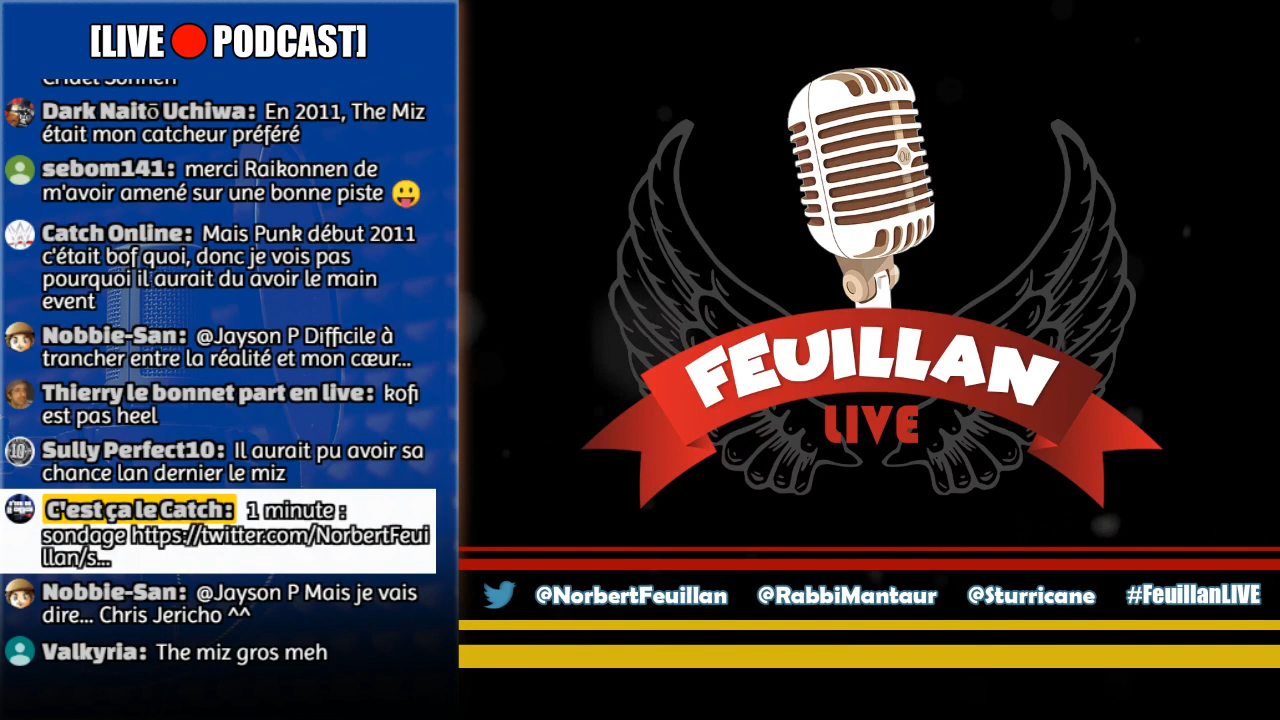 [LIVE PODCAST]
Dark Naitō Uchiwa: En 2011, The Miz
était mon catcheur préféré
sebom141: merci Raikonnen de
m'avoir amené sur une bonne piste 😛
Catch Online: Mais Punk début 2011
c'était bof quoi, donc je vois pas
pourquoi il aurait du avoir le main
event
Nobbie-San: @Jayson P Difficile à
trancher entre la réalité et mon cœur...
Thierry le bonnet part en live: kofi
est pas heel
Sully Perfect10: Il aurait pu avoir sa
chance lan dernier le miz
C'est ça le Catch: 1 minute :
sondage https://twitter.com/NorbertFeui
llan/s...
Nobbie-San: @Jayson P Mais je vais
dire... Chris Jericho ^^
Valkyria: The miz gros meh
FEUILLAN
LIVE
@NorbertFeuillan @RabbiMantaur @Sturricane #FeuillanLIVE